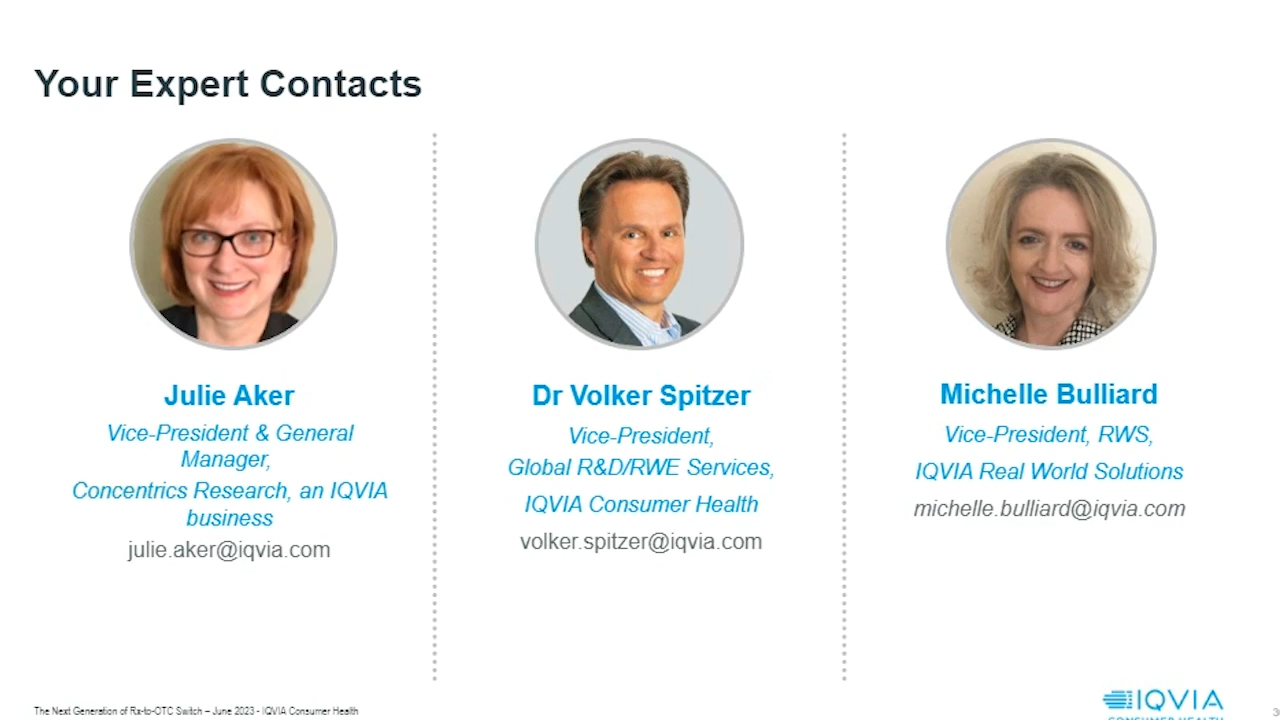 Your Expert Contacts
Julie Aker
Vice-President & General
Manager,
Concentrics Research, an IQVIA
business
julie.aker@iqvia.com
Dr Volker Spitzer
Vice-President,
Global R&D/RWE Services,
IQVIA Consumer Health
volker.spitzer@iqvia.com
Michelle Bulliard
Vice-President, RWS,
IQVIA Real World Solutions
michelle.bulliard@iqvia.com
The Next Generation of Rx-to-OTC Switch – June 2023 - IQVIA Consumer Health
IQVIA
CONSUMER HEALTH